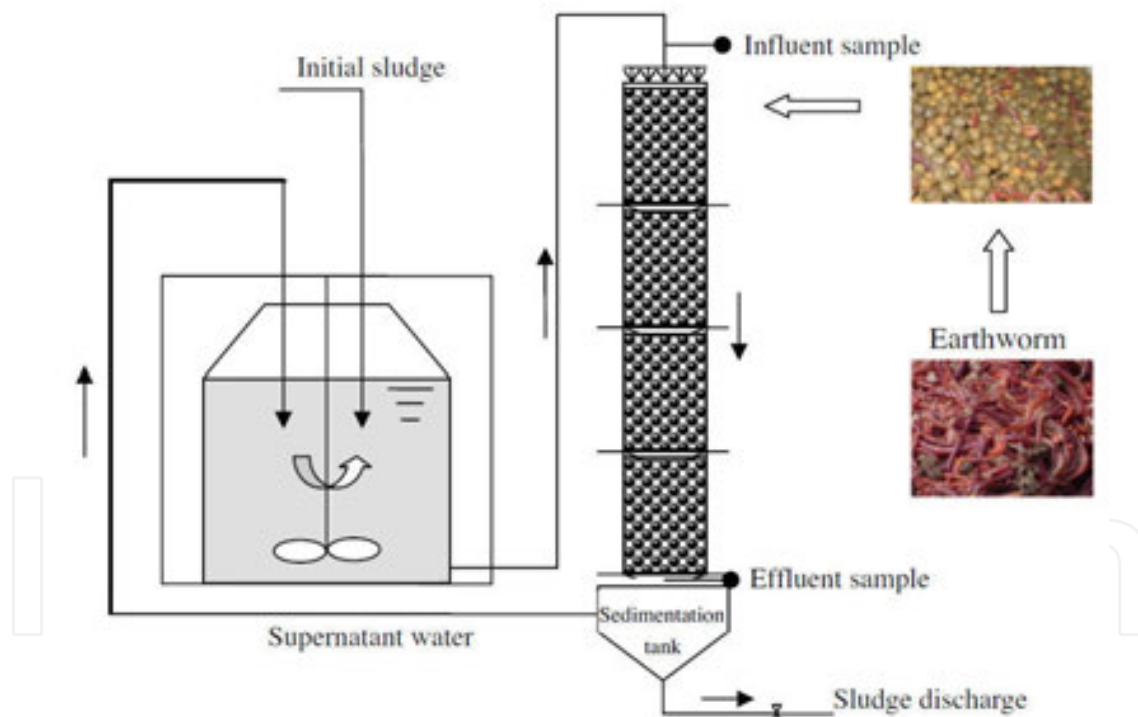 Influent sample
Initial sludge
Earthworm
Effluent sample
Sedimentation
tank
Supernatant water
Sludge discharge